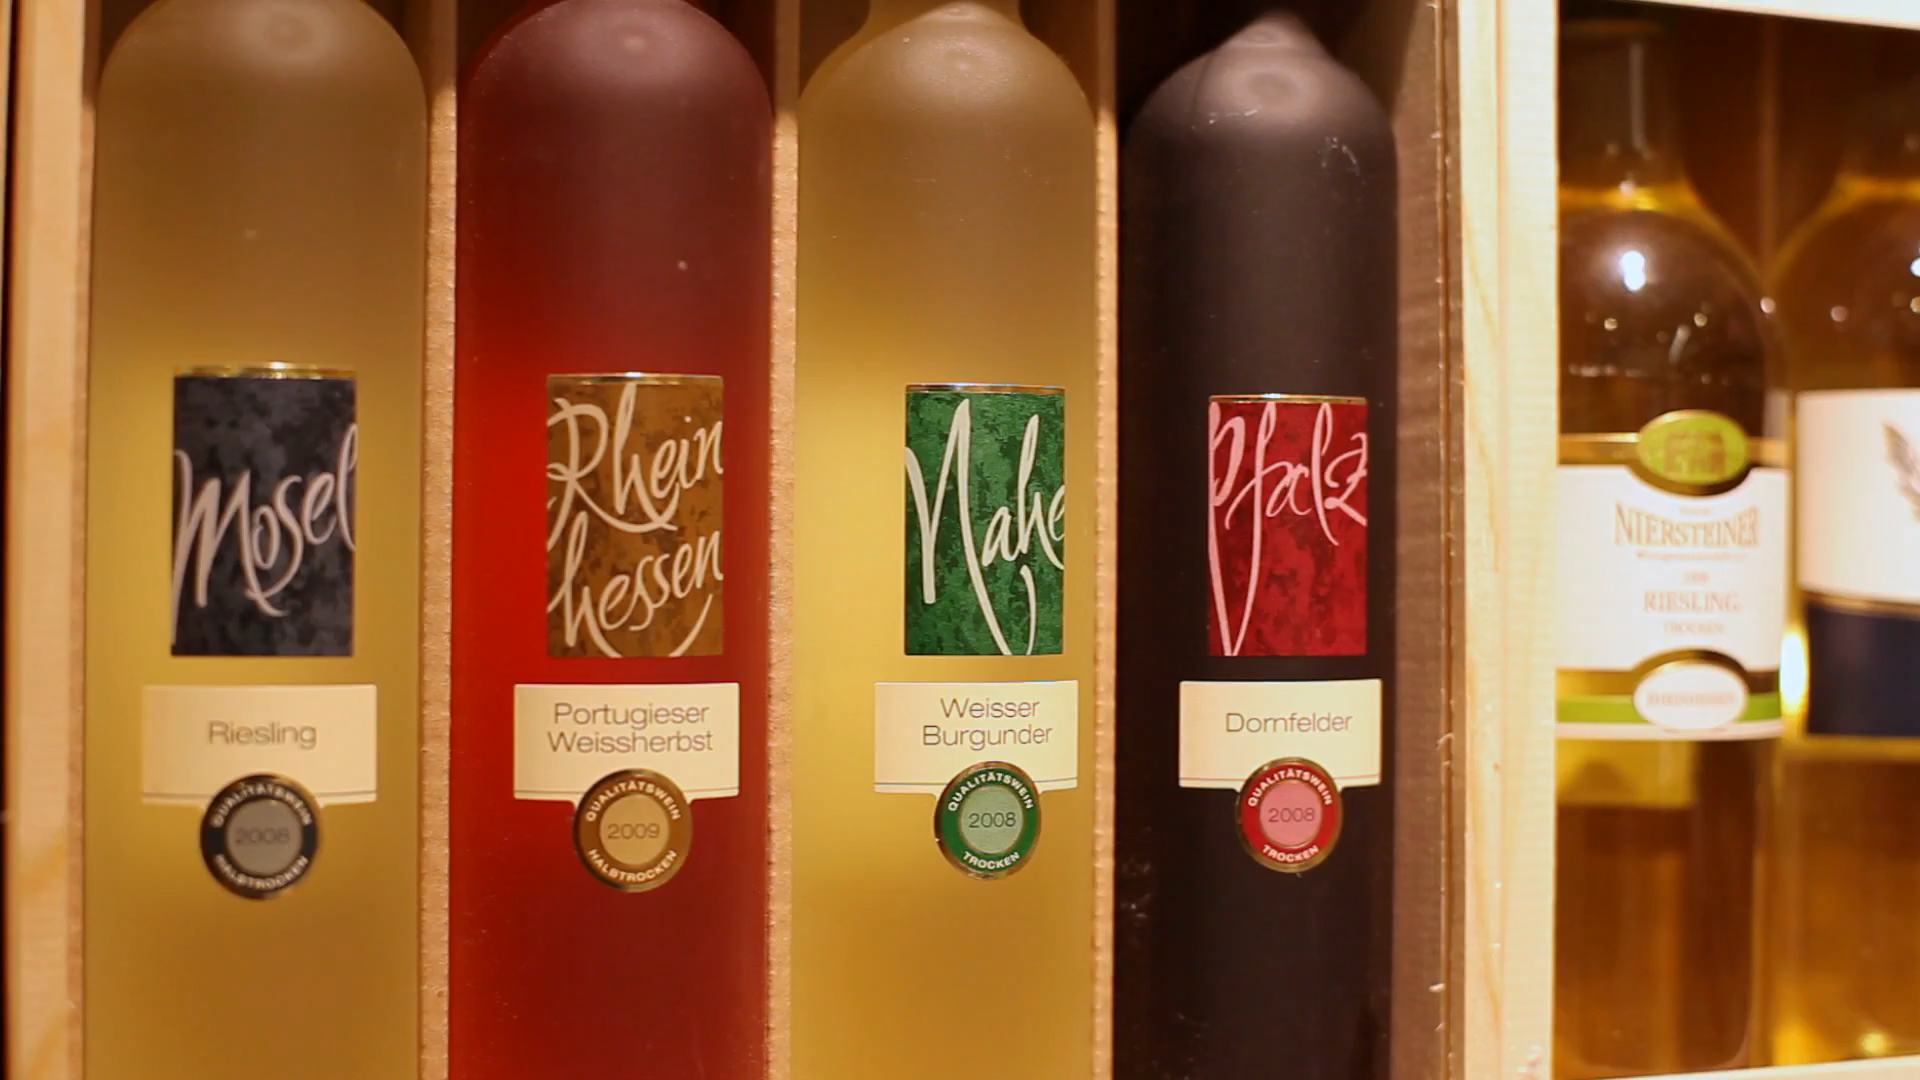 Mosel
Riesling
QUALITÄTSWEIN
2008
HALBTROCKEN
Rhein
hessen
Portugieser
Weissherbst
QUALITÄTSWEIN
2009
HALBTROCKEN
Nahe
Weisser
Burgunder
QUALITÄTSWEIN
2008
TROCKEN
Pfalz
Dornfelder
QUALITÄTSWEIN
2008
TROCKEN
NIERSTEINER
RIESLING
TROCKEN